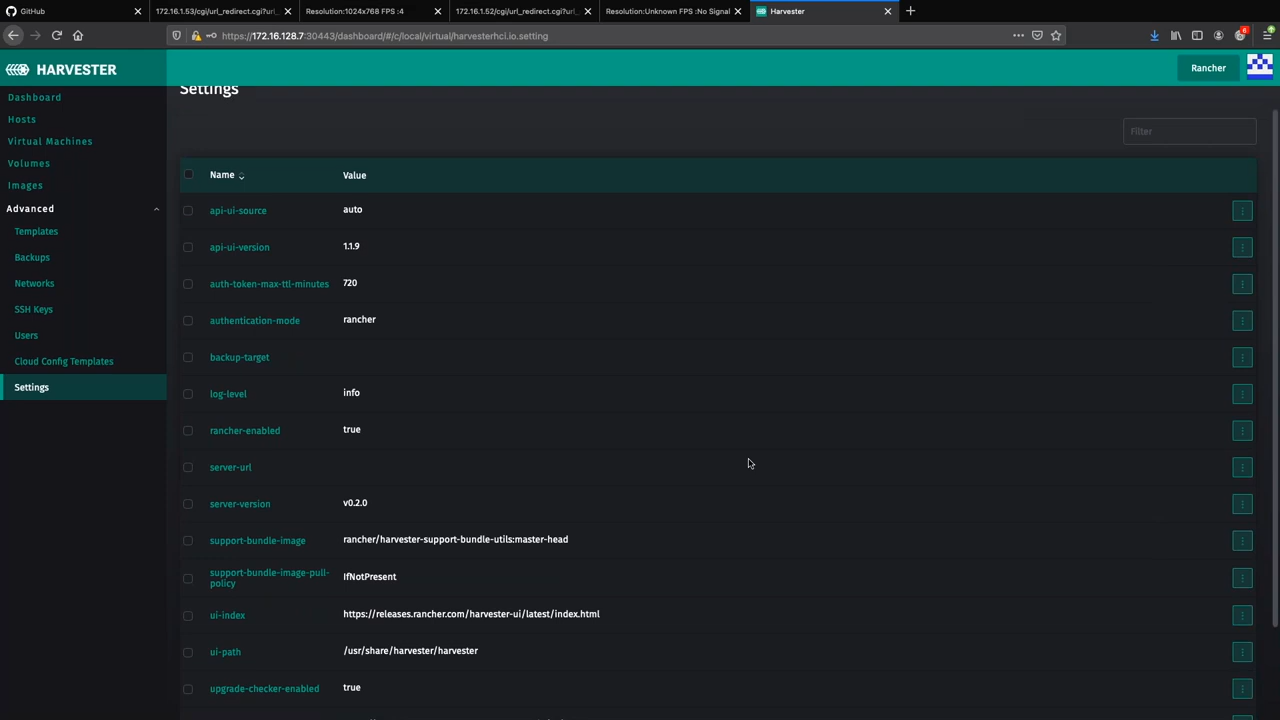 GitHub
172.16.1.53/cgi/url_redirect.cgi?url
Resolution:1024x768 FPS :4
172.16.1.52/cgi/url_redirect.cgi?url
Resolution:Unknown FPS :No Signal
Harvester
https://172.16.128.7:30443/dashboard/#/c/local/virtual/harvesterhci.io.setting
6
HARVESTER
Rancher
Dashboard
Hosts
Virtual Machines
Volumes
Images
Advanced
Templates
Backups
Networks
SSH Keys
Users
Cloud Config Templates
Settings
Settings
Filter
Name Value
api-ui-source auto
api-ui-version 1.1.9
auth-token-max-ttl-minutes 720
authentication-mode rancher
backup-target
log-level info
rancher-enabled true
server-url
server-version v0.2.0
support-bundle-image rancher/harvester-support-bundle-utils:master-head
support-bundle-image-pull-
policy IfNotPresent
ui-index https://releases.rancher.com/harvester-ui/latest/index.html
ui-path /usr/share/harvester/harvester
upgrade-checker-enabled true